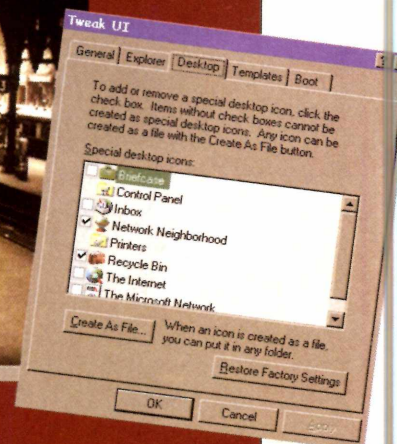 Tweak UI
General Explorer Desktop Templates Boot
To add or remove a special desktop icon, click the
check box. Items without check boxes cannot be
created as special desktop icons. Any icon can be
created as a file with the Create As File button.
Special desktop icons:
Briefcase
Control Panel
Inbox
Network Neighborhood
Printers
Recycle Bin
The Internet
The Microsoft Network
Create As File...
When an icon is created as a file,
you can put it in any folder.
Restore Factory Settings
OK Cancel Apply